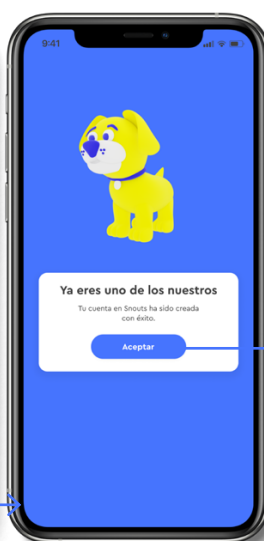 9:41
Ya eres uno de los nuestros
Tu cuenta en Snouts ha sido creada
con éxito.
Aceptar